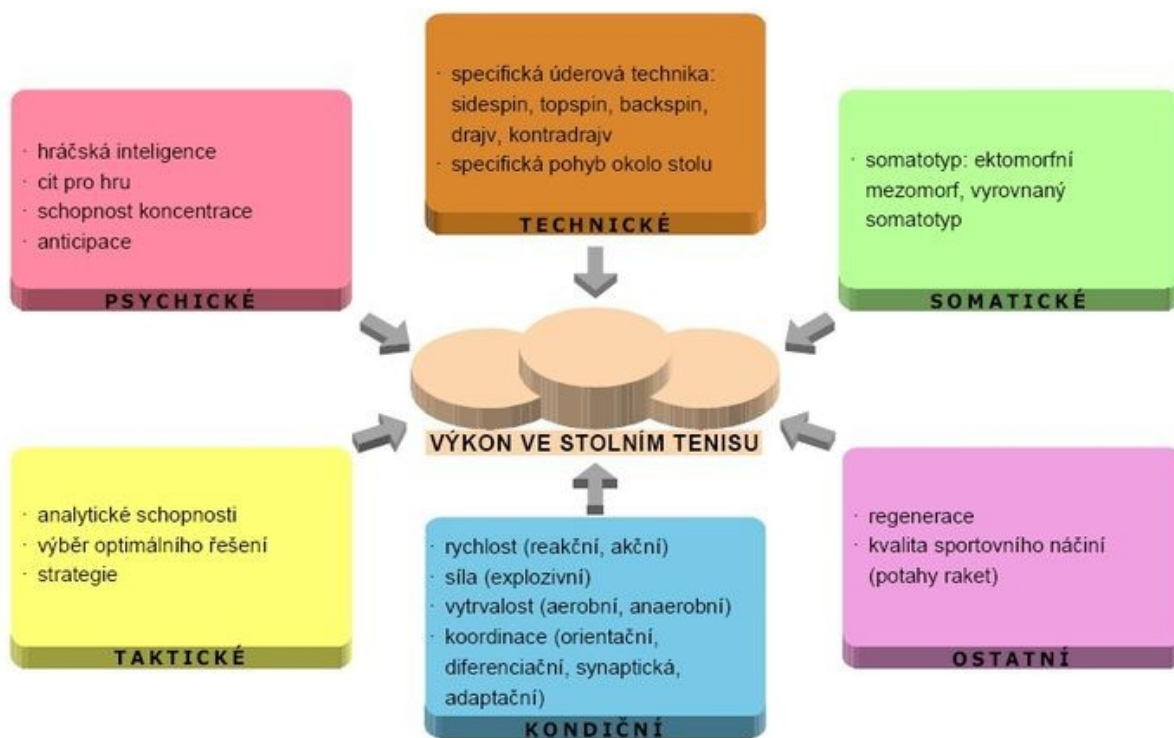 · specifická úderová technika:
sidespin, topspin, backspin,
drajv, kontradrajv
· specifická pohyb okolo stolu
TECHNICKÉ
· hráčská inteligence
· cit pro hru
· schopnost koncentrace
· anticipace
PSYCHICKÉ
· somatotyp: ektomorfní
mezomorf, vyrovnaný
somatotyp
SOMATICKÉ
VÝKON VE STOLNÍM TENISU
· analytické schopnosti
· výběr optimálního řešení
· strategie
TAKTICKÉ
· rychlost (reakční, akční)
· síla (explozivní)
· vytrvalost (aerobní, anaerobní)
· koordinace (orientační,
diferenciační, synaptická,
adaptační)
KONDIČNÍ
· regenerace
· kvalita sportovního náčiní
(potahy raket)
OSTATNÍ